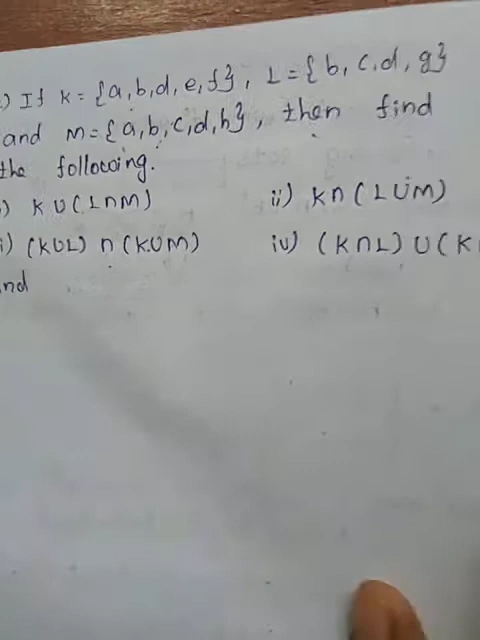 ) If K = {a, b, d, e, f}, L = {b, c, d, g}
and M = {a, b, c, d, h}, then find
the following.
) K ∪ (L ∩ M) ii) K ∩ (L ∪ M)
i) (K ∪ L) ∩ (K ∪ M) iv) (K ∩ L) ∪ (K
nd